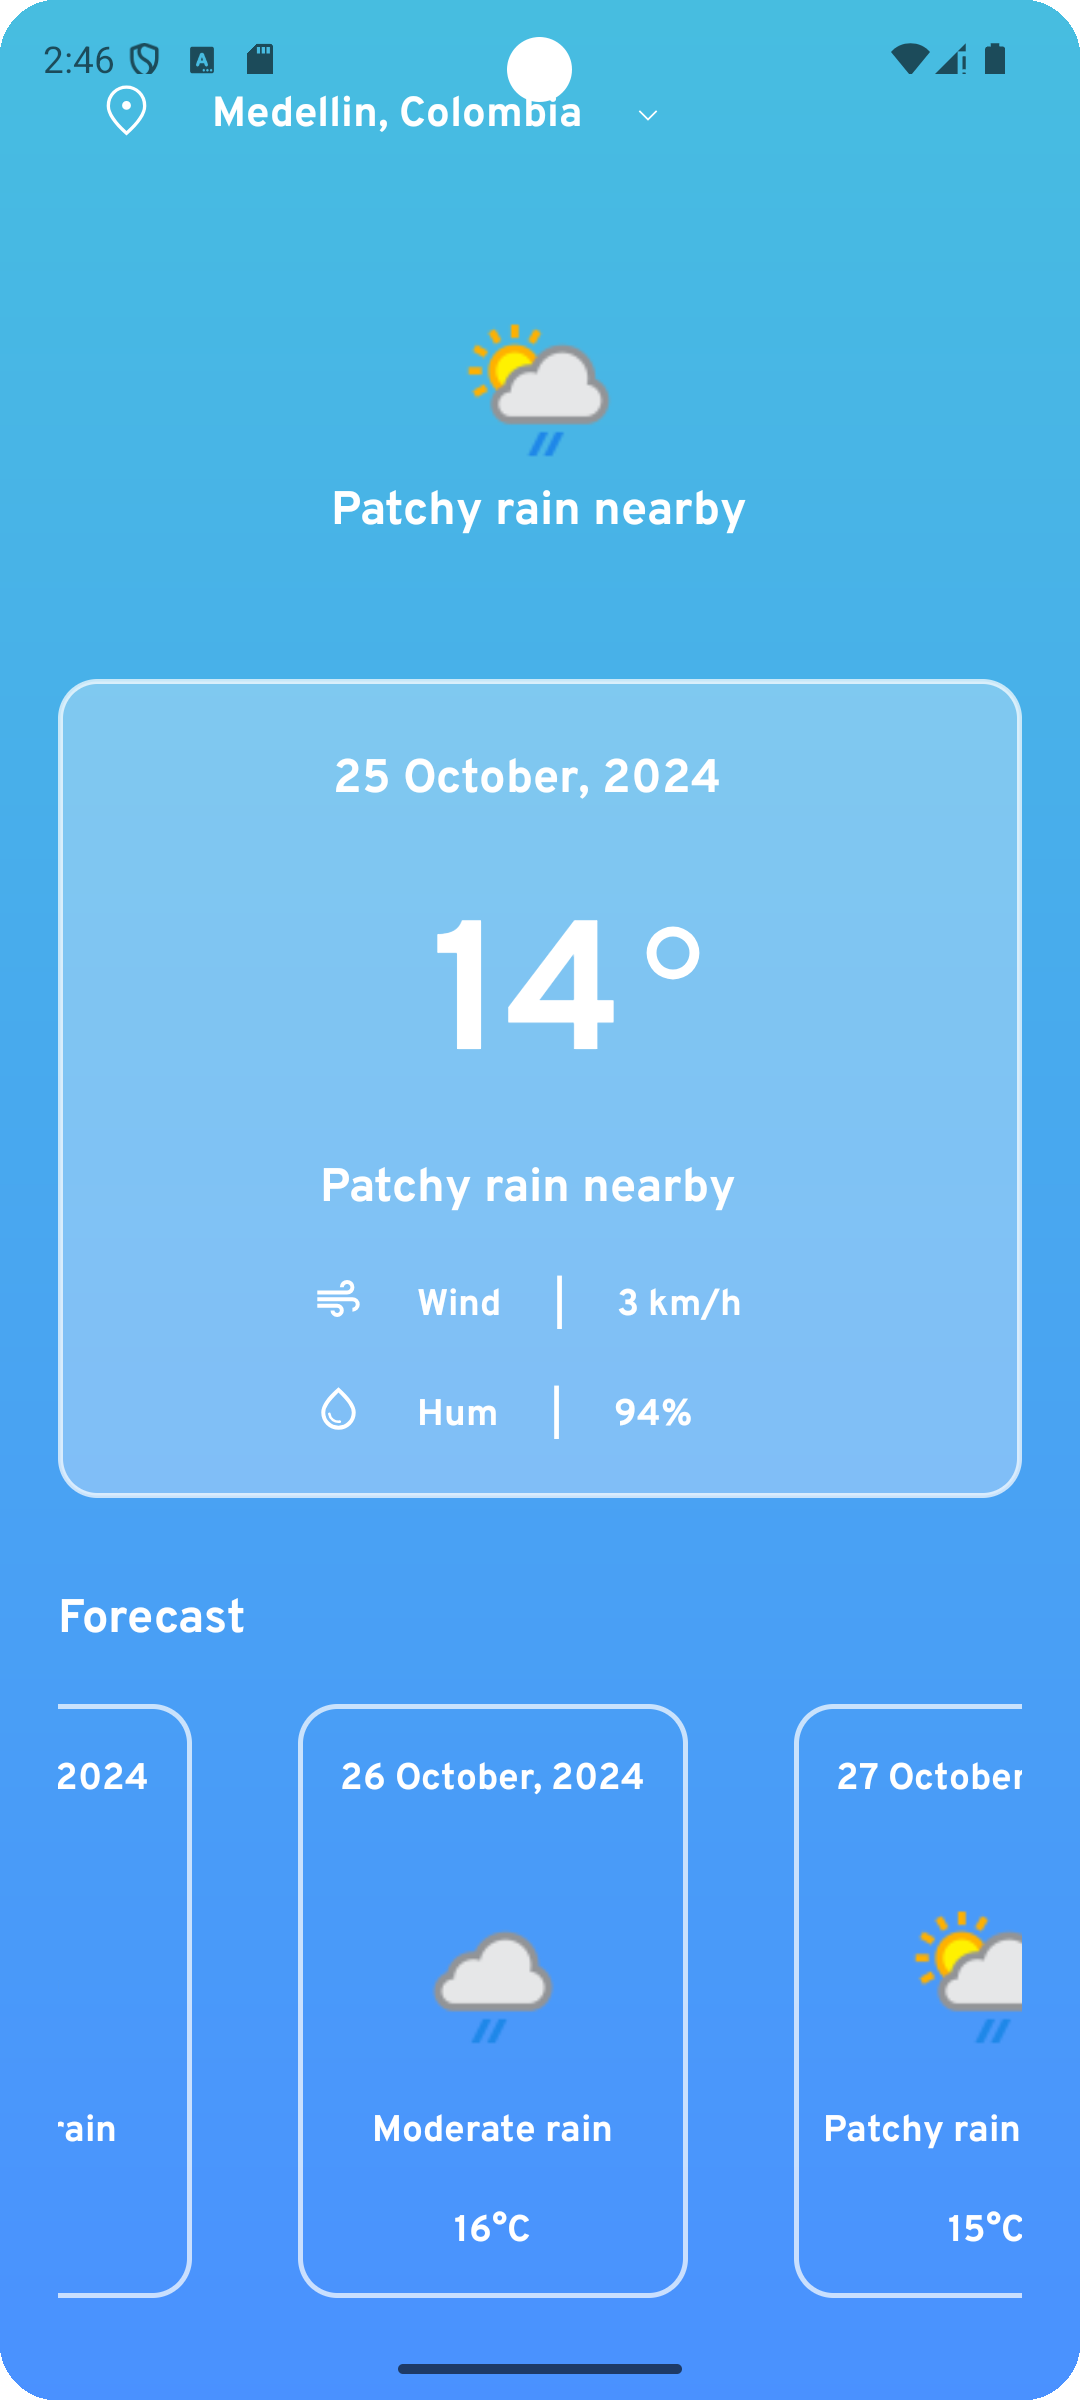 2:46
Medellin, Colombia
Patchy rain nearby
25 October, 2024
14°
Patchy rain nearby
Wind | 3 km/h
Hum | 94%
Forecast
2024
26 October, 2024
27 October
rain
Moderate rain
Patchy rain
16°C
15°C